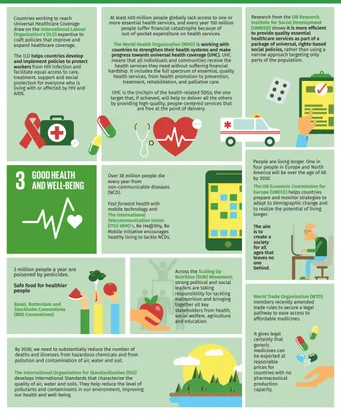 Countries working to reach
Universal Healthcare Coverage
draw on the International Labour
Organization's (ILO) expertise to
craft policies that improve and
expand healthcare coverage.
The ILO helps countries develop
and implement policies to protect
workers from HIV infection and
facilitate equal access to care,
treatment, support and social
protection for everyone who is
living with or affected by HIV and
AIDS.
At least 400 million people globally lack access to one or
more essential health services, and every year 150 million
people suffer financial catastrophe because of
out-of-pocket expenditure on health services.
The World Health Organization (WHO) is working with
countries to strengthen their health systems and make
progress towards universal health coverage (UHC). UHC
means that all individuals and communities receive the
health services they need without suffering financial
hardship. It includes the full spectrum of essential, quality
health services, from health promotion to prevention,
treatment, rehabilitation, and palliative care.
UHC is the linchpin of the health-related SDGs; the one
target that, if achieved, will help to deliver all the others
by providing high-quality, people-centered services that
are free at the point of delivery.
Research from the UN Research
Institute for Social Development
(UNRISD) shows it is more efficient
to provide quality essential
healthcare services as part of a
package of universal, rights-based
social policies, rather than using a
narrow approach targeting only
parts of the population.
3 GOOD HEALTH
AND WELL-BEING
Over 38 million people die
every year from
non-communicable diseases
(NCD).
Fast forward health with
mobile technology and
The International
Telecommunication Union
(ITU)-WHO's, Be He@lthy, Be
Mobile initiative encourages
healthy living to tackle NCDs.
People are living longer. One in
four people in Europe and North
America will be over the age of 60
by 2030.
The UN Economic Commission for
Europe (UNECE) helps countries
prepare and monitor strategies to
adapt to demographic change and
to realize the potential of living
longer.
The aim
is to
create a
society
for all
ages that
leaves no
one
behind.
3 million people a year are
poisoned by pesticides.
Safe food for healthier
people
Basel, Rotterdam and
Stockholm Conventions
(BRS Conventions)
Across the Scaling Up
Nutrition (SUN) Movement,
strong political and social
leaders are taking
responsibility for tackling
malnutrition and bringing
together all key
stakeholders from health,
social welfare, agriculture
and education.
World Trade Organization (WTO)
members recently amended
trade rules to secure a legal
pathway to ease access to
affordable medicines.
It gives legal
certainty that
generic
medicines can
be exported at
reasonable
prices for
countries with no
pharmaceutical
production
capacity.
By 2030, we need to substantially reduce the number of
deaths and illnesses from hazardous chemicals and from
pollution and contamination of air, water and soil.
The International Organization for Standardization (ISO)
develops International Standards that characterize the
quality of air, water and soils. They help reduce the level of
pollutants and contaminants in our environment, improving
our health and well-being.